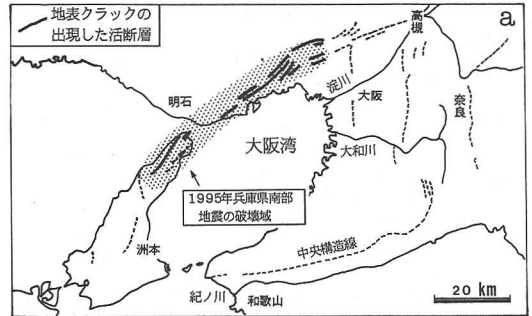 地表クラックの
出現した活断層
a
高槻
淀川
大阪
奈良
明石
大阪湾
大和川
1995年兵庫県南部
地震の破壊域
洲本
中央構造線
紀ノ川
和歌山
20 km